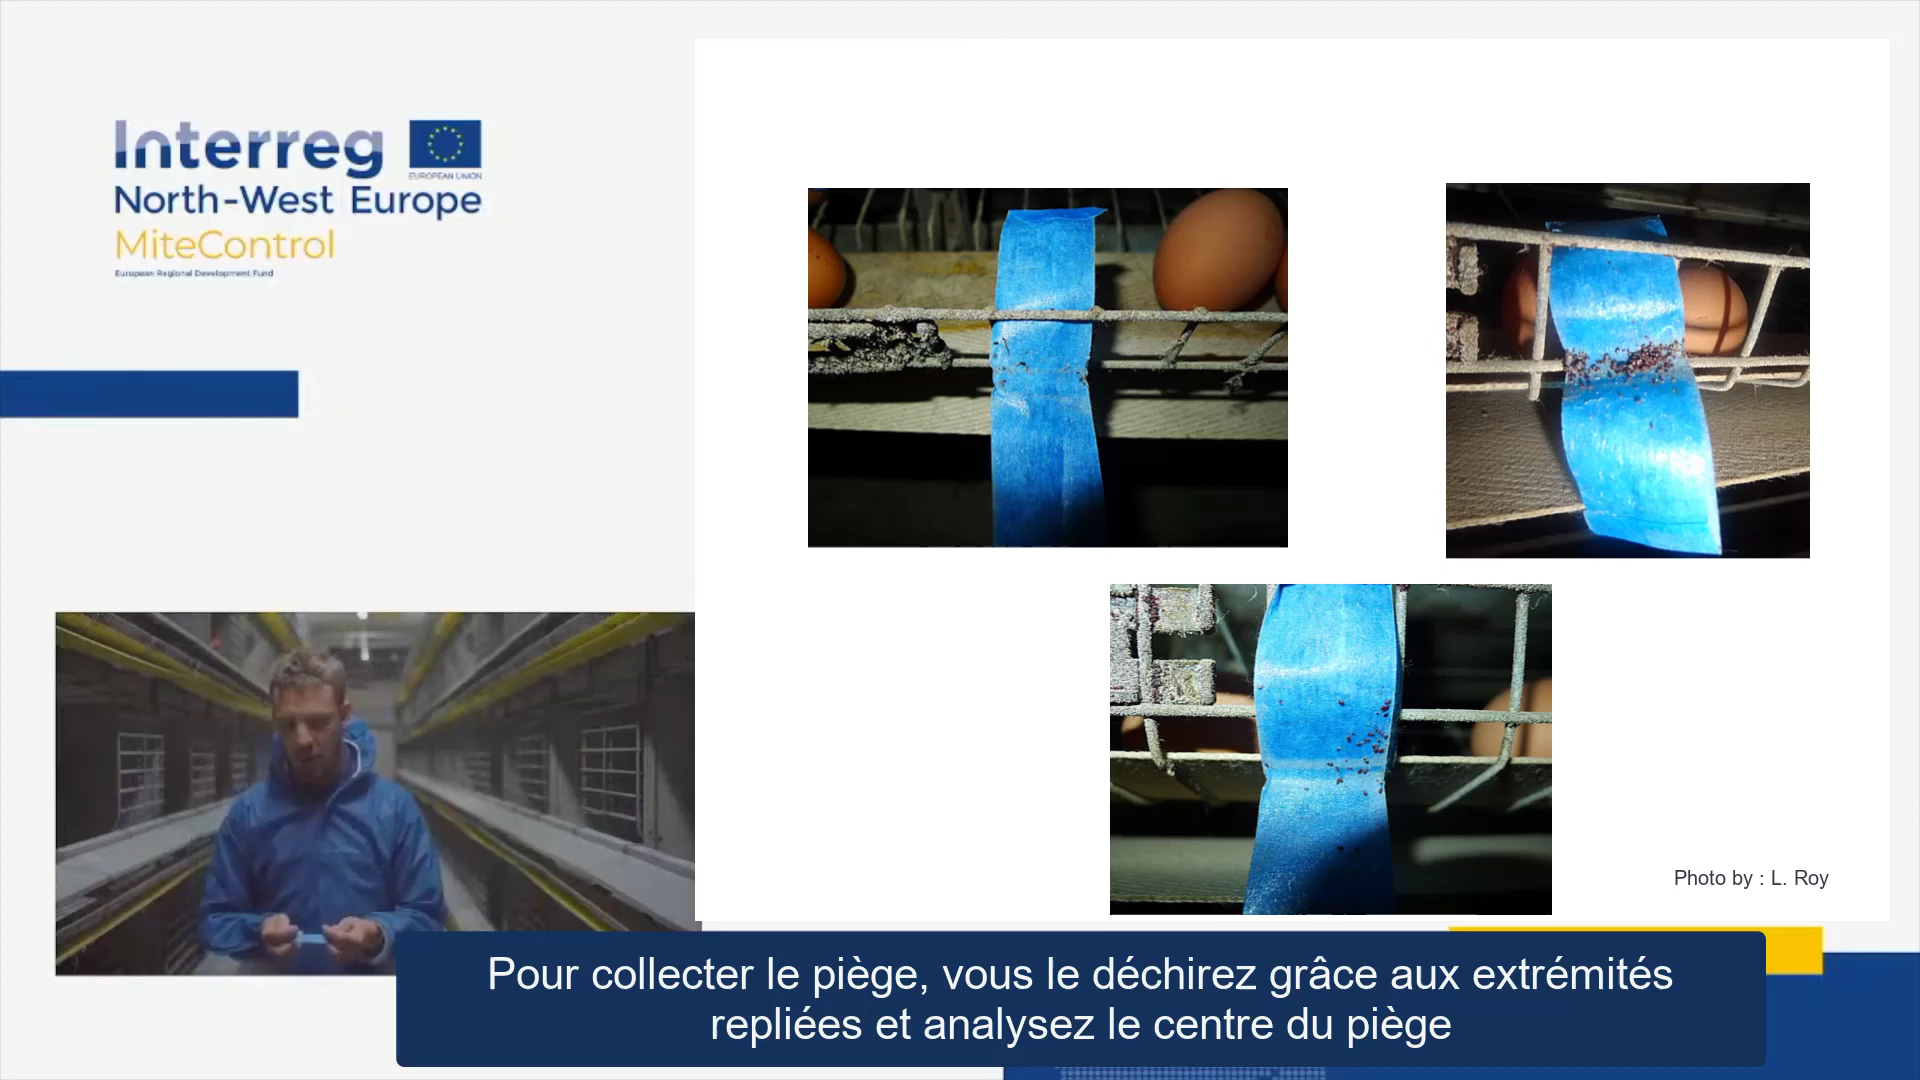 Interreg
EUROPEAN UNION
North-West Europe
MiteControl
European Regional Development Fund
Photo by : L. Roy
Pour collecter le piège, vous le déchirez grâce aux extrémités
repliées et analysez le centre du piège